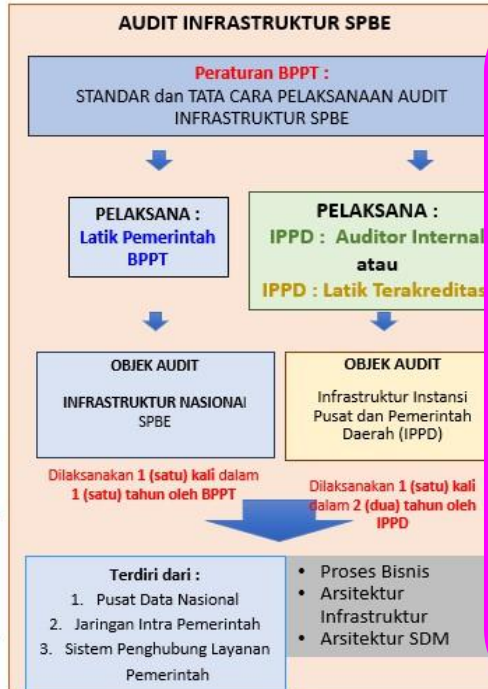 AUDIT INFRASTRUKTUR SPBE
Peraturan BPPT :
STANDAR dan TATA CARA PELAKSANAAN AUDIT
INFRASTRUKTUR SPBE
PELAKSANA :
Latik Pemerintah
BPPT
PELAKSANA :
IPPD : Auditor Internal
atau
IPPD : Latik Terakreditas
OBJEK AUDIT
INFRASTRUKTUR NASIONAL
SPBE
OBJEK AUDIT
Infrastruktur Instansi
Pusat dan Pemerintah
Daerah (IPPD)
Dilaksanakan 1 (satu) kali dalam
1 (satu) tahun oleh BPPT
Dilaksanakan 1 (satu) kali
dalam 2 (dua) tahun oleh
IPPD
Terdiri dari :
1. Pusat Data Nasional
2. Jaringan Intra Pemerintah
3. Sistem Penghubung Layanan
Pemerintah
• Proses Bisnis
• Arsitektur
Infrastruktur
• Arsitektur SDM